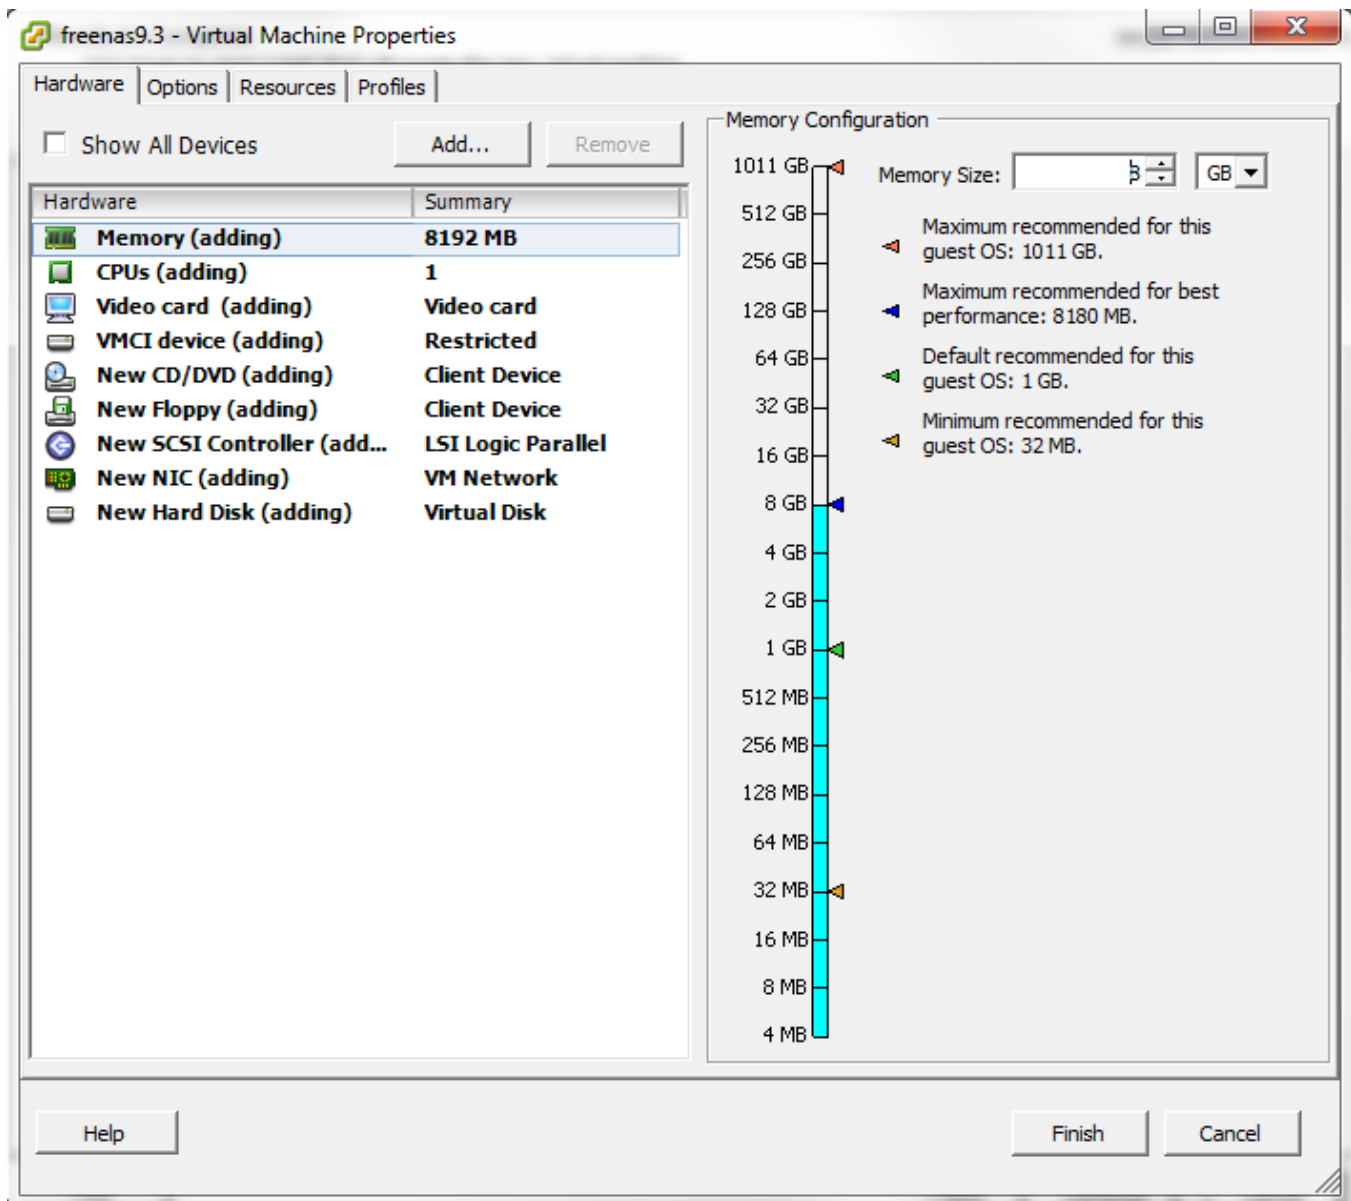 freenas9.3 - Virtual Machine Properties
Hardware Options Resources Profiles
Show All Devices
Add...
Remove
Hardware Summary
Memory (adding) 8192 MB
CPUs (adding) 1
Video card (adding) Video card
VMCI device (adding) Restricted
New CD/DVD (adding) Client Device
New Floppy (adding) Client Device
New SCSI Controller (add... LSI Logic Parallel
New NIC (adding) VM Network
New Hard Disk (adding) Virtual Disk
Memory Configuration
1011 GB
512 GB
256 GB
128 GB
64 GB
32 GB
16 GB
8 GB
4 GB
2 GB
1 GB
512 MB
256 MB
128 MB
64 MB
32 MB
16 MB
8 MB
4 MB
Memory Size: GB
Maximum recommended for this
guest OS: 1011 GB.
Maximum recommended for best
performance: 8180 MB.
Default recommended for this
guest OS: 1 GB.
Minimum recommended for this
guest OS: 32 MB.
Help
Finish
Cancel